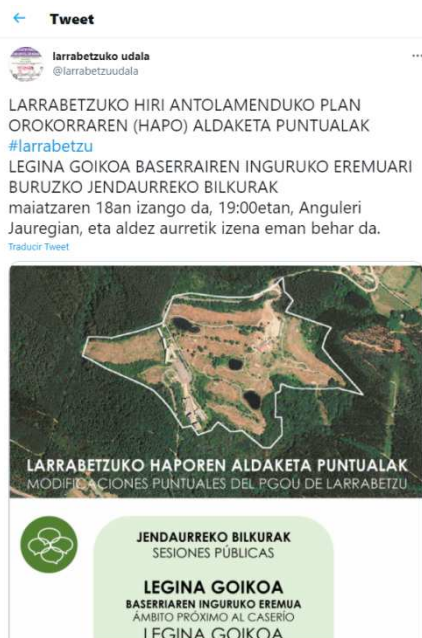 Tweet
larrabetzuko udala
@larrabetzuudala
LARRABETZUKO HIRI ANTOLAMENDUKO PLAN
OROKORRAREN (HAPO) ALDAKETA PUNTUALAK
#larrabetzu
LEGINA GOIKOA BASERRAIREN INGURUKO EREMUARI
BURUZKO JENDAURREKO BILKURAK
maiatzaren 18an izango da, 19:00etan, Anguleri
Jauregian, eta aldez aurretik izena eman behar da.
Traducir Tweet
LARRABETZUKO HAPOREN ALDAKETA PUNTUALAK
MODIFICACIONES PUNTUALES DEL PGOU DE LARRABETZU
JENDAURREKO BILKURAK
SESIONES PÚBLICAS
LEGINA GOIKOA
BASERRIAREN INGURUKO EREMUA
ÁMBITO PRÓXIMO AL CASERÍO
LEGINA GOIKOA